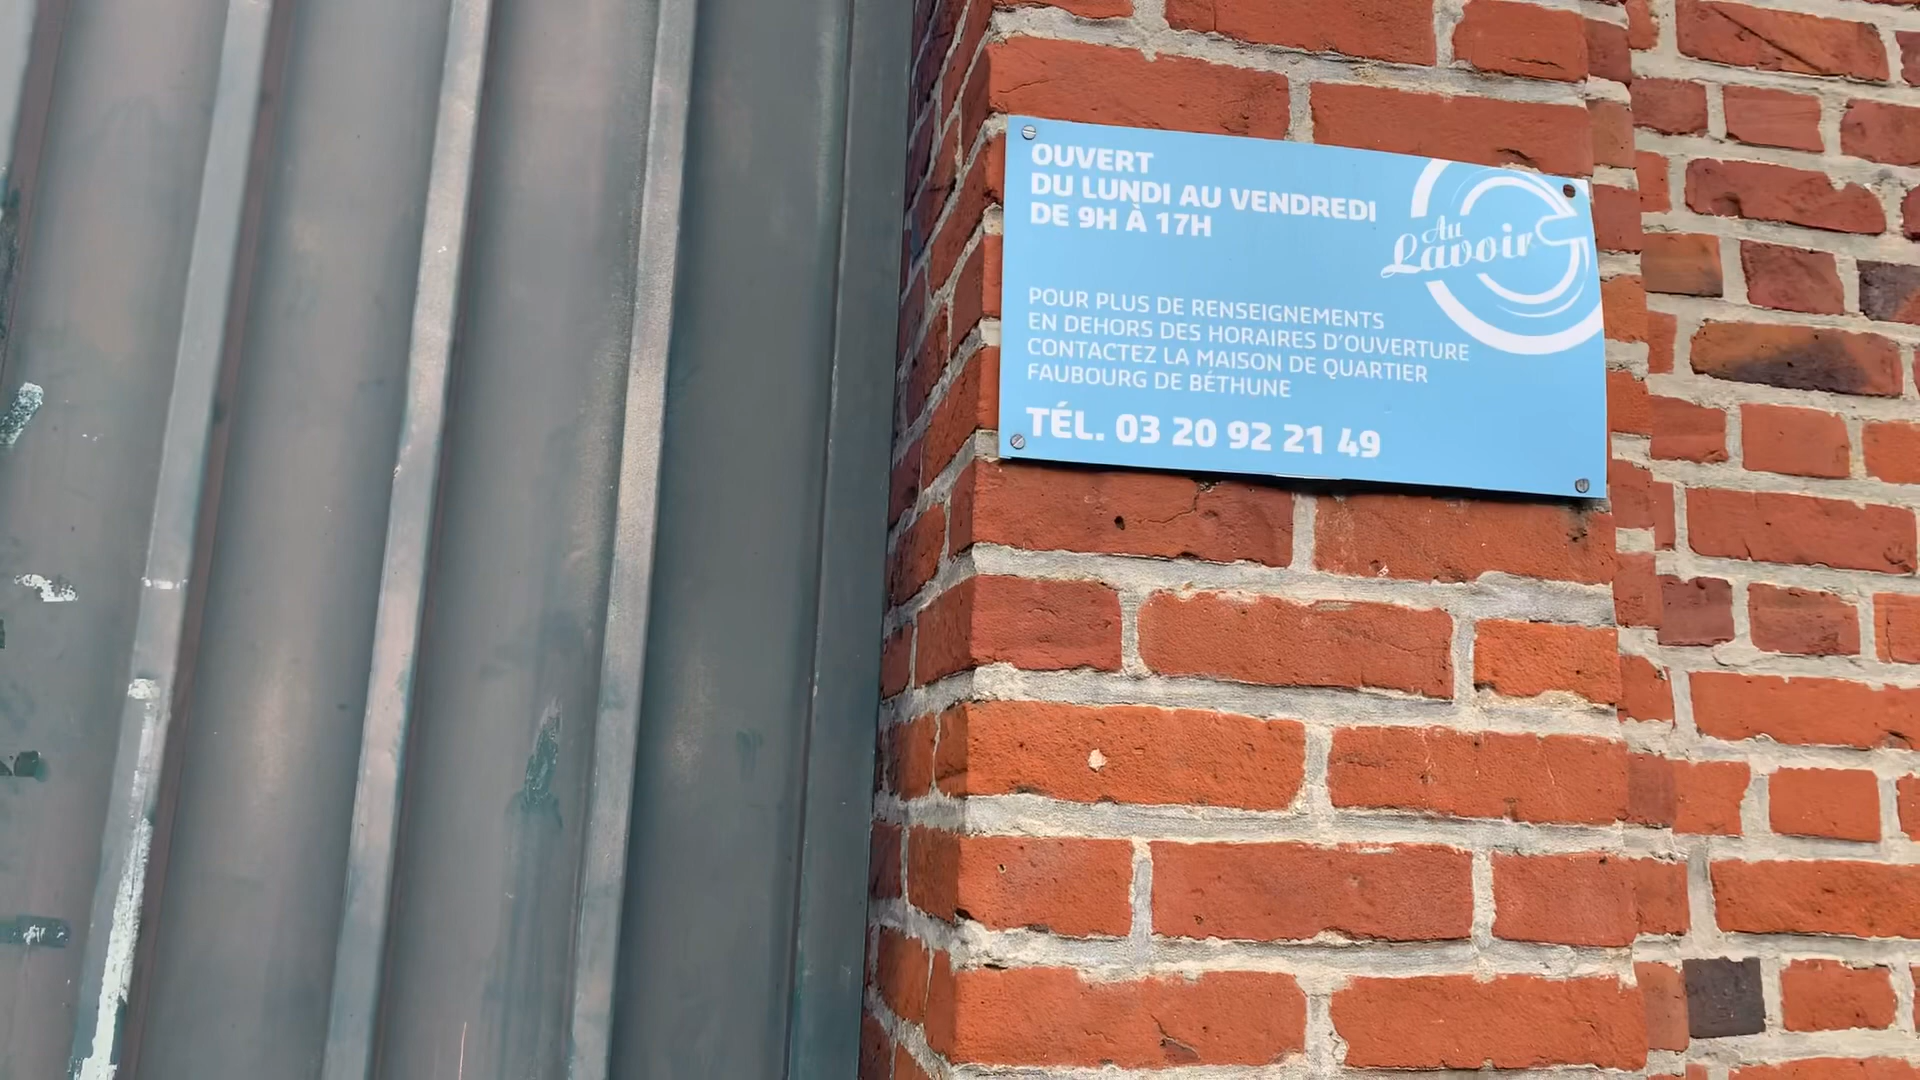 OUVERT
DU LUNDI AU VENDREDI
DE 9H À 17H
Au
Lavoir
POUR PLUS DE RENSEIGNEMENTS
EN DEHORS DES HORAIRES D'OUVERTURE
CONTACTEZ LA MAISON DE QUARTIER
FAUBOURG DE BÉTHUNE
TÉL. 03 20 92 21 49